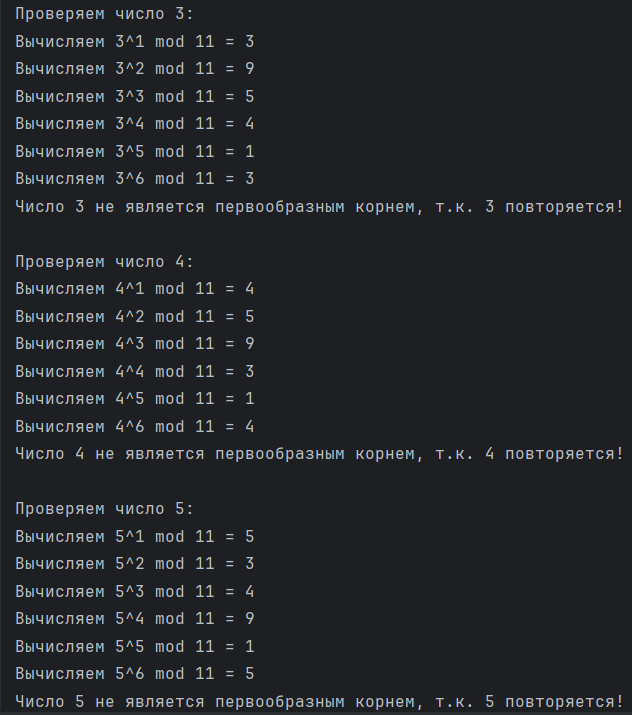 Проверяем число 3:
Вычисляем 3^1 mod 11 = 3
Вычисляем 3^2 mod 11 = 9
Вычисляем 3^3 mod 11 = 5
Вычисляем 3^4 mod 11 = 4
Вычисляем 3^5 mod 11 = 1
Вычисляем 3^6 mod 11 = 3
Число 3 не является первообразным корнем, т.к. 3 повторяется!
Проверяем число 4:
Вычисляем 4^1 mod 11 = 4
Вычисляем 4^2 mod 11 = 5
Вычисляем 4^3 mod 11 = 9
Вычисляем 4^4 mod 11 = 3
Вычисляем 4^5 mod 11 = 1
Вычисляем 4^6 mod 11 = 4
Число 4 не является первообразным корнем, т.к. 4 повторяется!
Проверяем число 5:
Вычисляем 5^1 mod 11 = 5
Вычисляем 5^2 mod 11 = 3
Вычисляем 5^3 mod 11 = 4
Вычисляем 5^4 mod 11 = 9
Вычисляем 5^5 mod 11 = 1
Вычисляем 5^6 mod 11 = 5
Число 5 не является первообразным корнем, т.к. 5 повторяется!